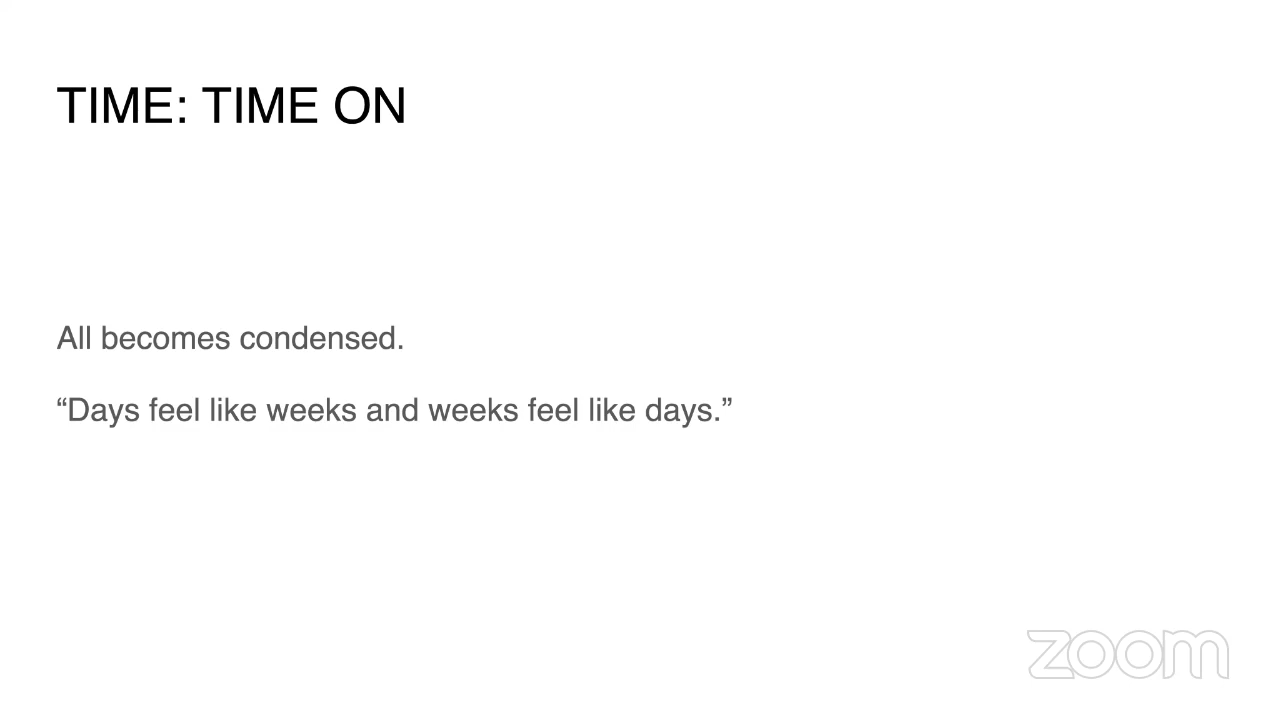 TIME: TIME ON
All becomes condensed.
“Days feel like weeks and weeks feel like days.”
zoom